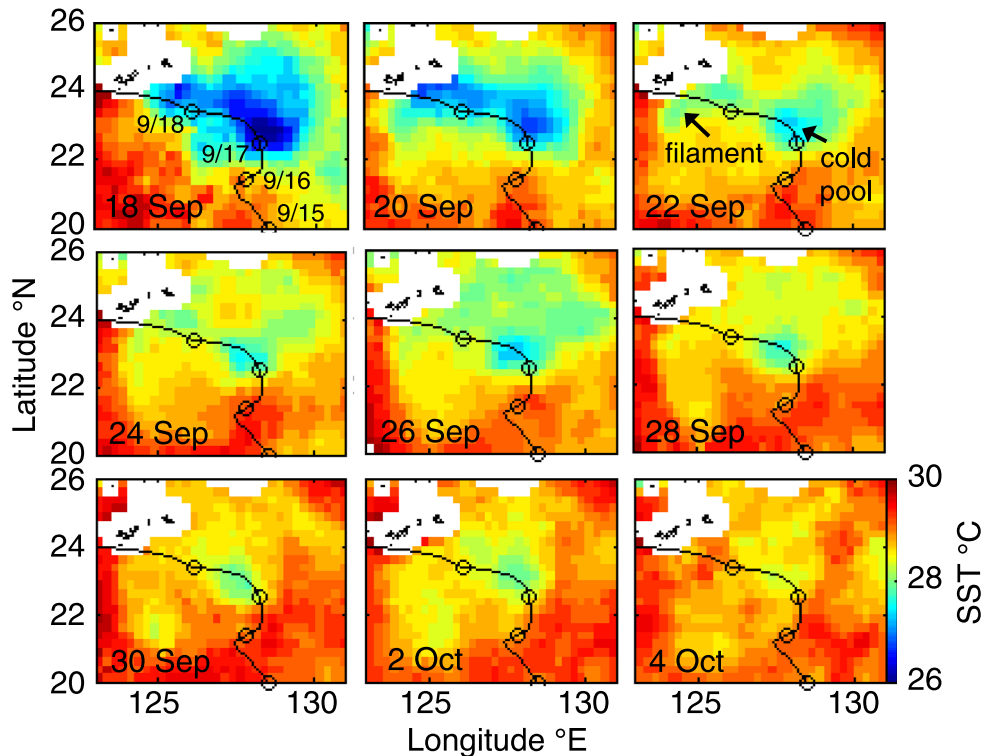 26
24
22
20
9/18
9/17
9/16
9/15
18 Sep
20 Sep
filament
cold
pool
22 Sep
Latitude °N
26
24
22
20
24 Sep
26 Sep
28 Sep
26
24
22
20
30 Sep
2 Oct
4 Oct
30
28
26
SST °C
125
130
125
130
125
130
Longitude °E